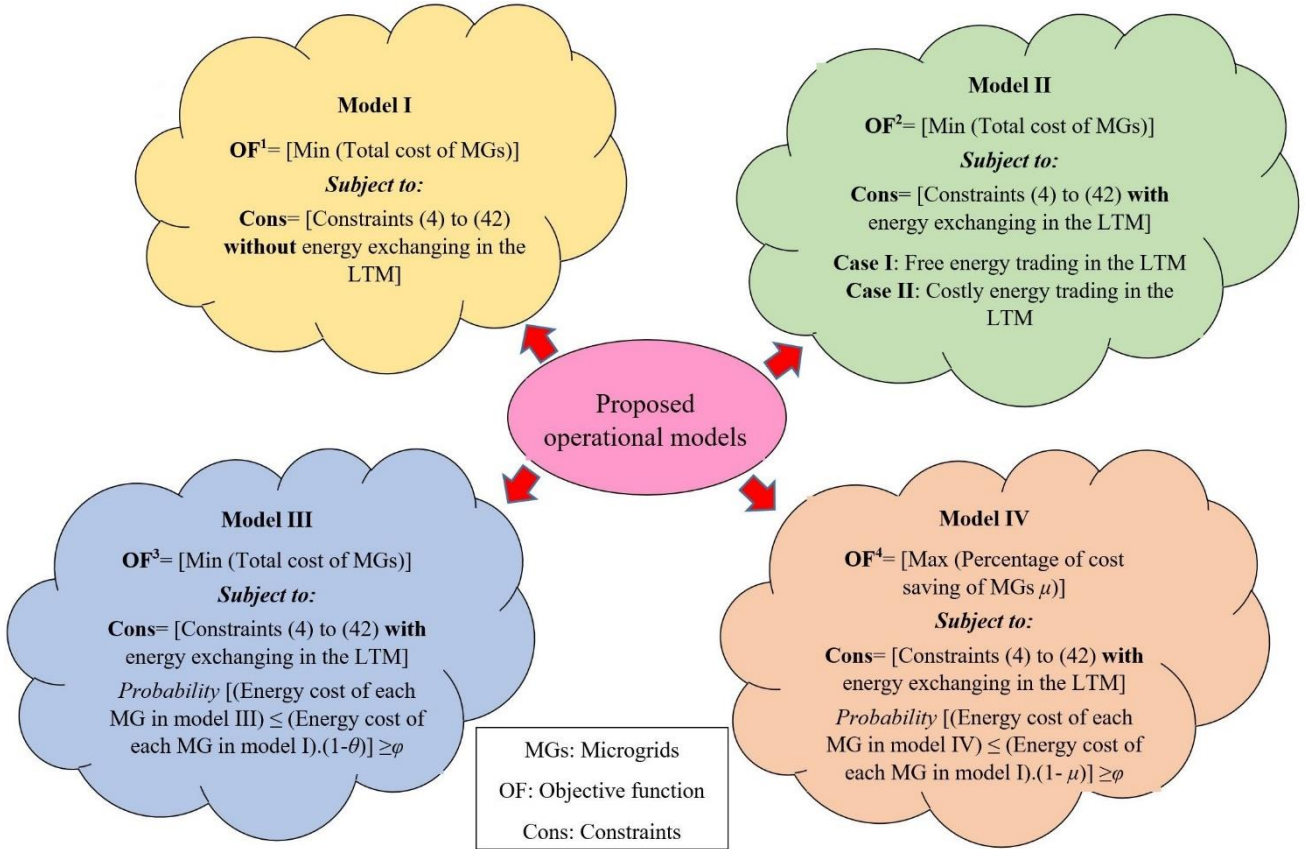 Model I
OF¹= [Min (Total cost of MGs)]
Subject to:
Cons= [Constraints (4) to (42)
without energy exchanging in the
LTM]
Model II
OF²= [Min (Total cost of MGs)]
Subject to:
Cons= [Constraints (4) to (42) with
energy exchanging in the LTM]
Case I: Free energy trading in the LTM
Case II: Costly energy trading in the
LTM
Proposed
operational models
Model III
OF³= [Min (Total cost of MGs)]
Subject to:
Cons= [Constraints (4) to (42) with
energy exchanging in the LTM]
Probability [(Energy cost of each
MG in model III) ≤ (Energy cost of
each MG in model I).(1-θ)] ≥φ
Model IV
OF⁴= [Max (Percentage of cost
saving of MGs μ)]
Subject to:
Cons= [Constraints (4) to (42) with
energy exchanging in the LTM]
Probability [(Energy cost of each
MG in model IV) ≤ (Energy cost of
each MG in model I).(1- μ)] ≥φ
MGs: Microgrids
OF: Objective function
Cons: Constraints